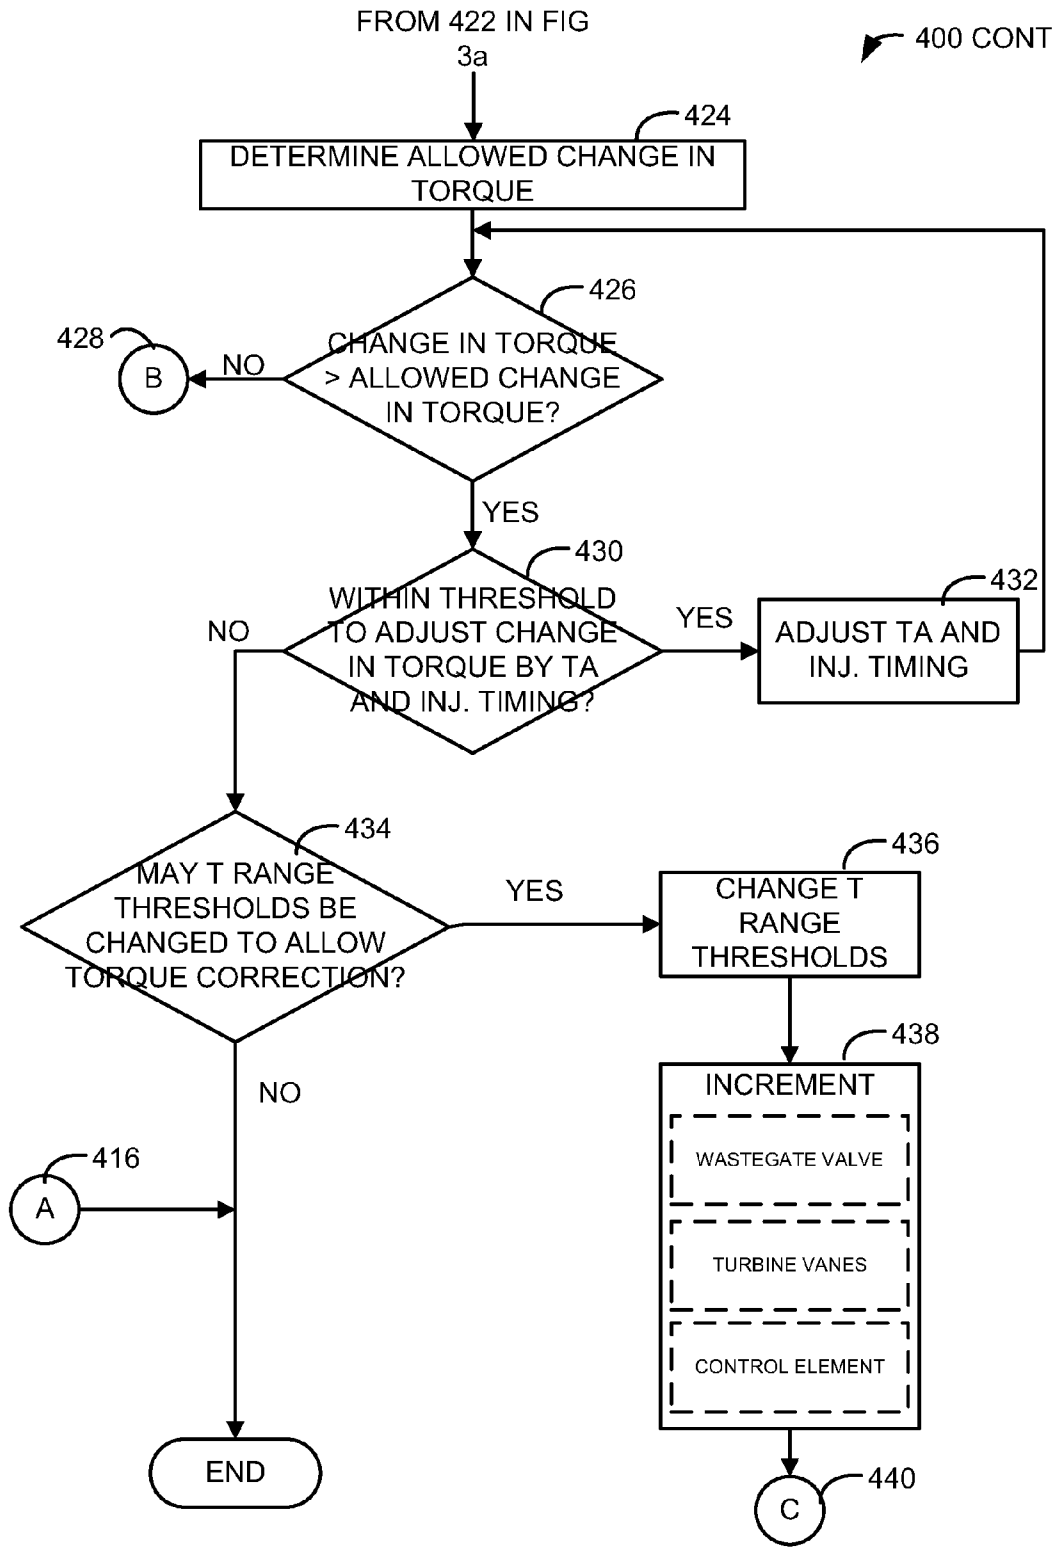 FROM 422 IN FIG
3a
400 CONT
424
DETERMINE ALLOWED CHANGE IN
TORQUE
426
CHANGE IN TORQUE
> ALLOWED CHANGE
IN TORQUE?
428
B
NO
YES
430
WITHIN THRESHOLD
TO ADJUST CHANGE
IN TORQUE BY TA
AND INJ. TIMING?
NO
YES
432
ADJUST TA AND
INJ. TIMING
434
MAY T RANGE
THRESHOLDS BE
CHANGED TO ALLOW
TORQUE CORRECTION?
YES
436
CHANGE T
RANGE
THRESHOLDS
438
INCREMENT
WASTEGATE VALVE
TURBINE VANES
CONTROL ELEMENT
NO
416
A
END
440
C